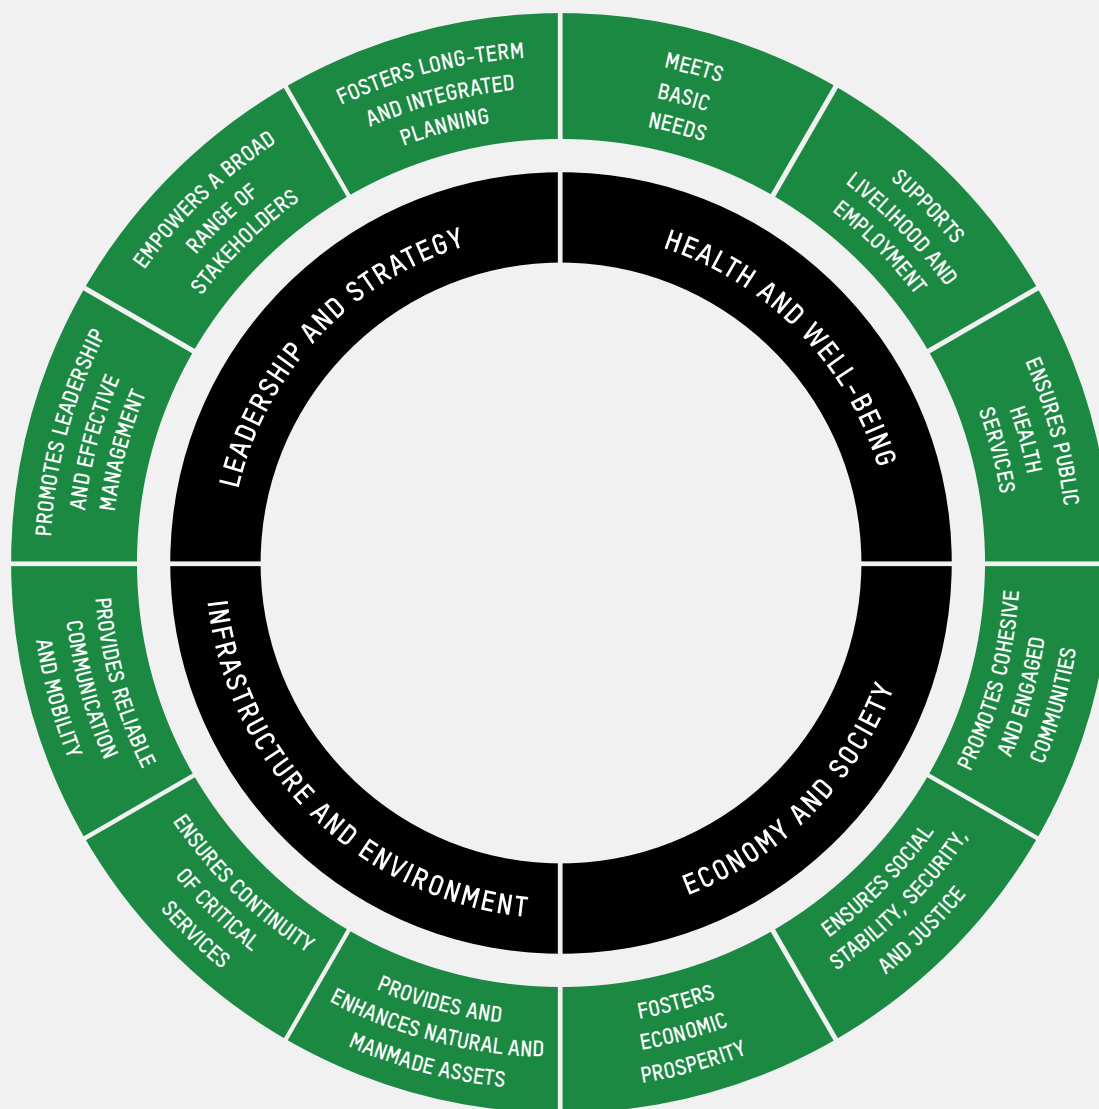 MEETS
BASIC
NEEDS
SUPPORTS
LIVELIHOOD AND
EMPLOYMENT
ENSURES PUBLIC
HEALTH
SERVICES
PROMOTES COHESIVE
AND ENGAGED
COMMUNITIES
ENSURES SOCIAL
STABILITY, SECURITY,
AND JUSTICE
FOSTERS
ECONOMIC
PROSPERITY
PROVIDES AND
ENHANCES NATURAL AND
MANMADE ASSETS
ENSURES CONTINUITY
OF CRITICAL
SERVICES
PROVIDES RELIABLE
COMMUNICATION
AND MOBILITY
PROMOTES LEADERSHIP
AND EFFECTIVE
MANAGEMENT
EMPOWERS A BROAD
RANGE OF
STAKEHOLDERS
FOSTERS LONG-TERM
AND INTEGRATED
PLANNING
HEALTH AND WELL-BEING
ECONOMY AND SOCIETY
INFRASTRUCTURE AND ENVIRONMENT
LEADERSHIP AND STRATEGY